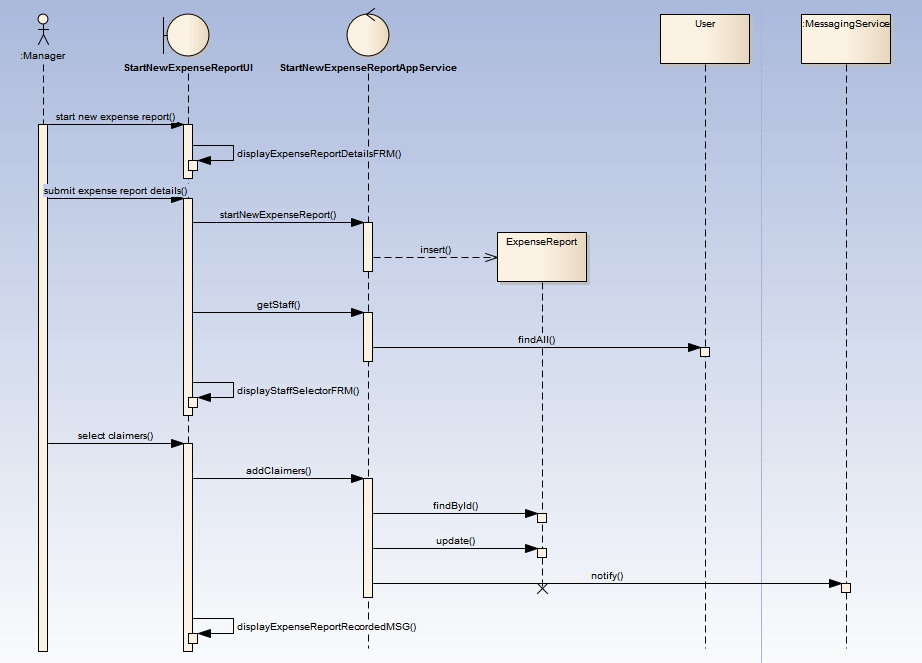 :Manager
StartNewExpenseReportUI
StartNewExpenseReportAppService
User
:MessagingService
start new expense report()
displayExpenseReportDetailsFRM()
submit expense report details()
startNewExpenseReport()
ExpenseReport
insert()
getStaff()
findAll()
displayStaffSelectorFRM()
select claimers()
addClaimers()
findById()
update()
notify()
displayExpenseReportRecordedMSG()